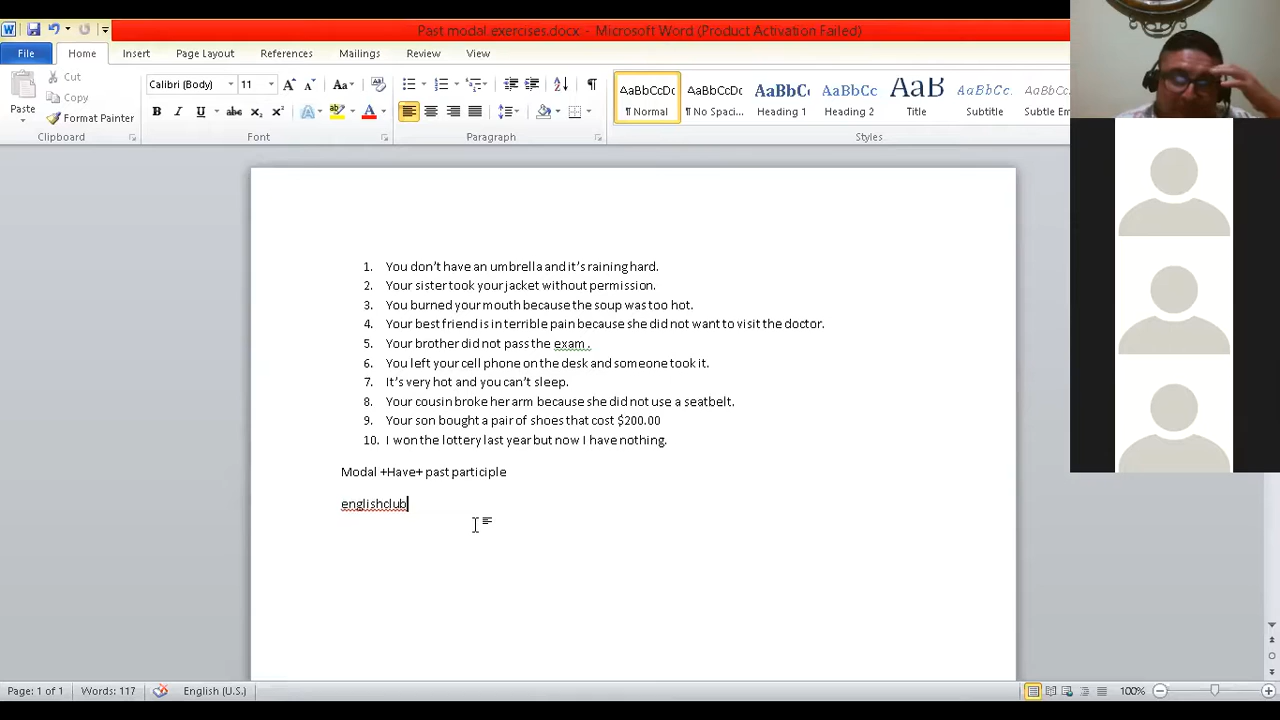 Past modal exercises.docx - Microsoft Word (Product Activation Failed)
File Home Insert Page Layout References Mailings Review View
Cut
Copy
Format Painter
Paste
Calibri (Body) 11
AaBbCcDc AaBbCcDc AaBbCc AaBbCc AaB AaBbCc. AaBbCc
¶ Normal ¶ No Spaci... Heading 1 Heading 2 Title Subtitle Subtle Em
Clipboard Font Paragraph Styles
1. You don't have an umbrella and it's raining hard.
2. Your sister took your jacket without permission.
3. You burned your mouth because the soup was too hot.
4. Your best friend is in terrible pain because she did not want to visit the doctor.
5. Your brother did not pass the exam .
6. You left your cell phone on the desk and someone took it.
7. It's very hot and you can't sleep.
8. Your cousin broke her arm because she did not use a seatbelt.
9. Your son bought a pair of shoes that cost $200.00
10. I won the lottery last year but now I have nothing.
Modal +Have+ past participle
englishclub
Page: 1 of 1 Words: 117 English (U.S.) 100%